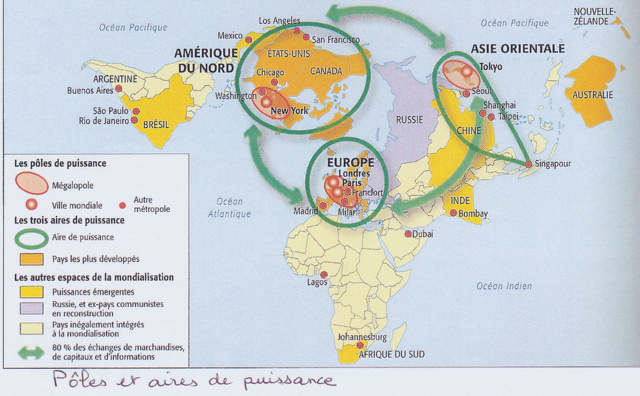 Océan Pacifique
Los Angeles
Mexico
San Francisco
AMÉRIQUE
DU NORD
ÉTATS-UNIS
CANADA
Chicago
Washington
New York
ARGENTINE
Buenos Aires
São Paulo
Rio de Janeiro
BRÉSIL
Océan Pacifique
NOUVELLE-
ZÉLANDE
ASIE ORIENTALE
Tokyo
Séoul
Shanghai
Taipei
AUSTRALIE
RUSSIE
CHINE
Singapour
INDE
Bombay
EUROPE
Londres
Paris
Francfort
Madrid
Milan
Océan
Atlantique
Dubai
Lagos
Océan Indien
Johannesburg
AFRIQUE DU SUD
Les pôles de puissance
Mégalopole
Ville mondiale
Autre
métropole
Les trois aires de puissance
Aire de puissance
Pays les plus développés
Les autres espaces de la mondialisation
Puissances émergentes
Russie, et ex-pays communistes
en reconstruction
Pays inégalement intégrés
à la mondialisation
80 % des échanges de marchandises,
de capitaux et d'informations
Pôles et aires de puissance